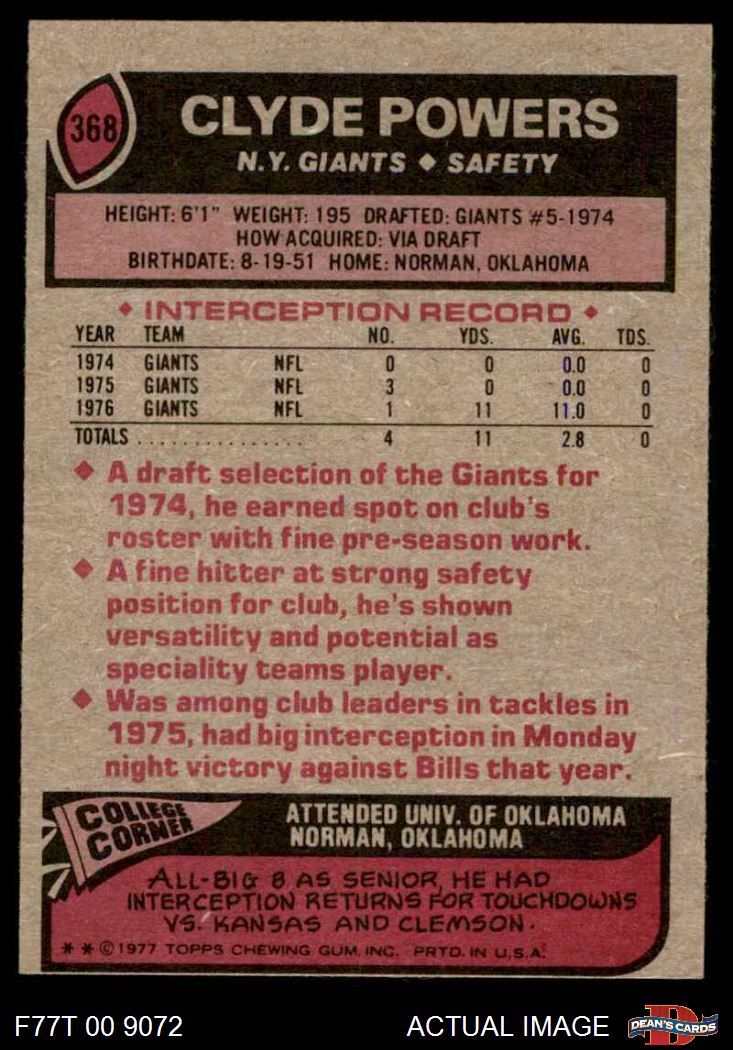 368
CLYDE POWERS
N.Y. GIANTS ◆ SAFETY
HEIGHT: 6'1" WEIGHT: 195 DRAFTED: GIANTS #5-1974
HOW ACQUIRED: VIA DRAFT
BIRTHDATE: 8-19-51 HOME: NORMAN, OKLAHOMA
◆ INTERCEPTION RECORD ◆
YEAR TEAM NO. YDS. AVG. TDS.
1974 GIANTS NFL 0 0 0.0 0
1975 GIANTS NFL 3 0 0.0 0
1976 GIANTS NFL 1 11 11.0 0
TOTALS ................ 4 11 2.8 0
◆ A draft selection of the Giants for
1974, he earned spot on club's
roster with fine pre-season work.
◆ A fine hitter at strong safety
position for club, he's shown
versatility and potential as
speciality teams player.
◆ Was among club leaders in tackles in
1975, had big interception in Monday
night victory against Bills that year.
COLLEGE
CORNER
ATTENDED UNIV. OF OKLAHOMA
NORMAN, OKLAHOMA
ALL-BIG 8 AS SENIOR, HE HAD
INTERCEPTION RETURNS FOR TOUCHDOWNS
VS. KANSAS AND CLEMSON.
* * © 1977 TOPPS CHEWING GUM, INC. PRTD. IN U.S.A.
F77T 00 9072 ACTUAL IMAGE
D
DEAN'S CARDS